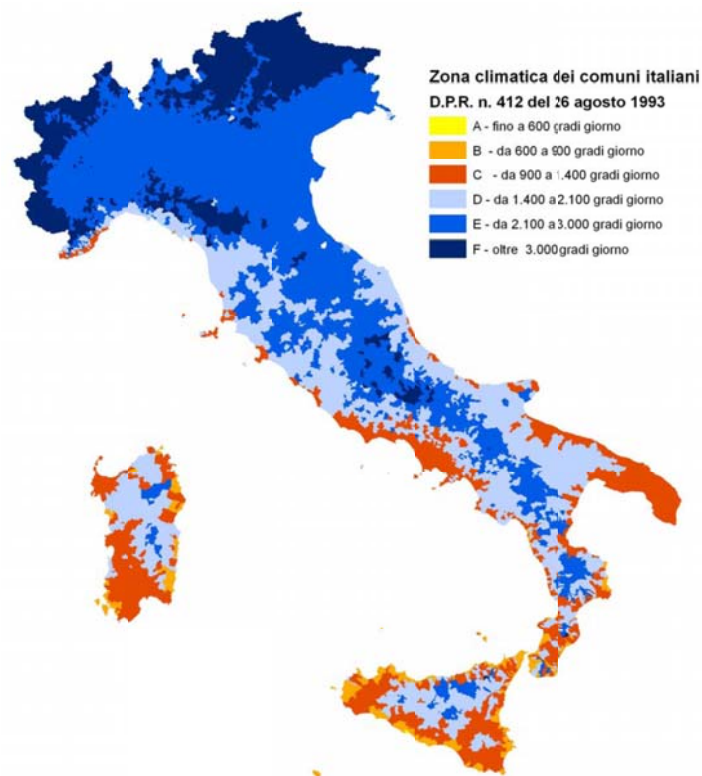 Zona climatica dei comuni italiani
D.P.R. n. 412 del 26 agosto 1993
A - fino a 600 gradi giorno
B - da 600 a 900 gradi giorno
C - da 900 a 1.400 gradi giorno
D - da 1.400 a 2.100 gradi giorno
E - da 2.100 a 3.000 gradi giorno
F - oltre 3.000 gradi giorno